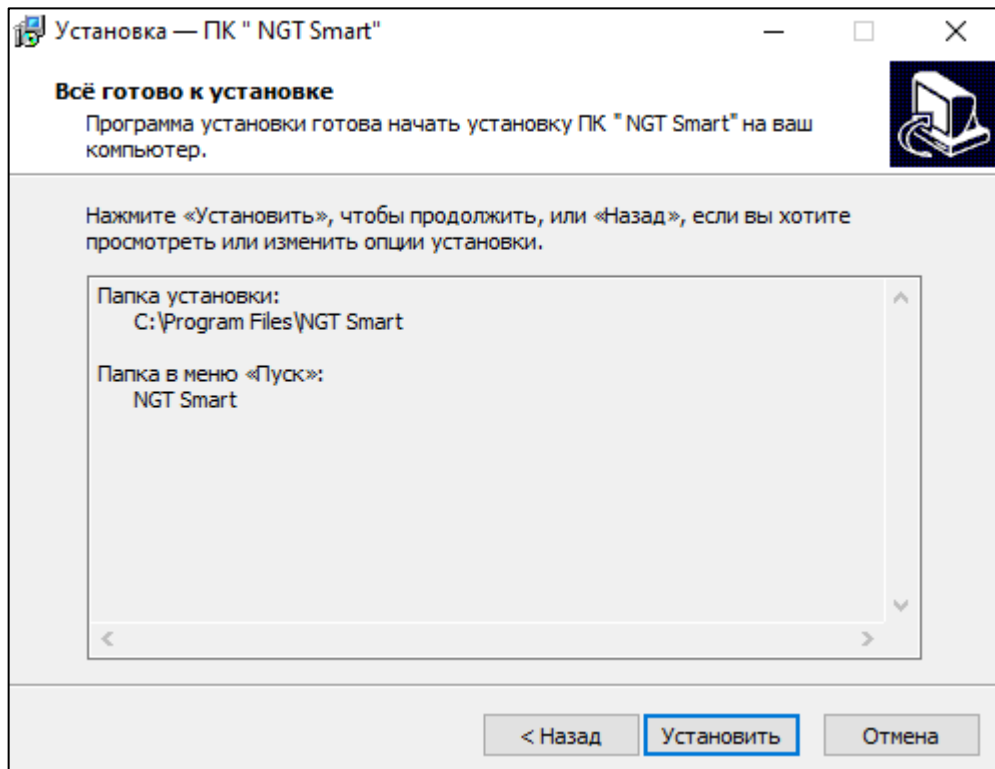 Установка — ПК " NGT Smart"
Всё готово к установке
Программа установки готова начать установку ПК " NGT Smart" на ваш
компьютер.
Нажмите «Установить», чтобы продолжить, или «Назад», если вы хотите
просмотреть или изменить опции установки.
Папка установки:
C:\Program Files\NGT Smart
Папка в меню «Пуск»:
NGT Smart
< Назад Установить Отмена